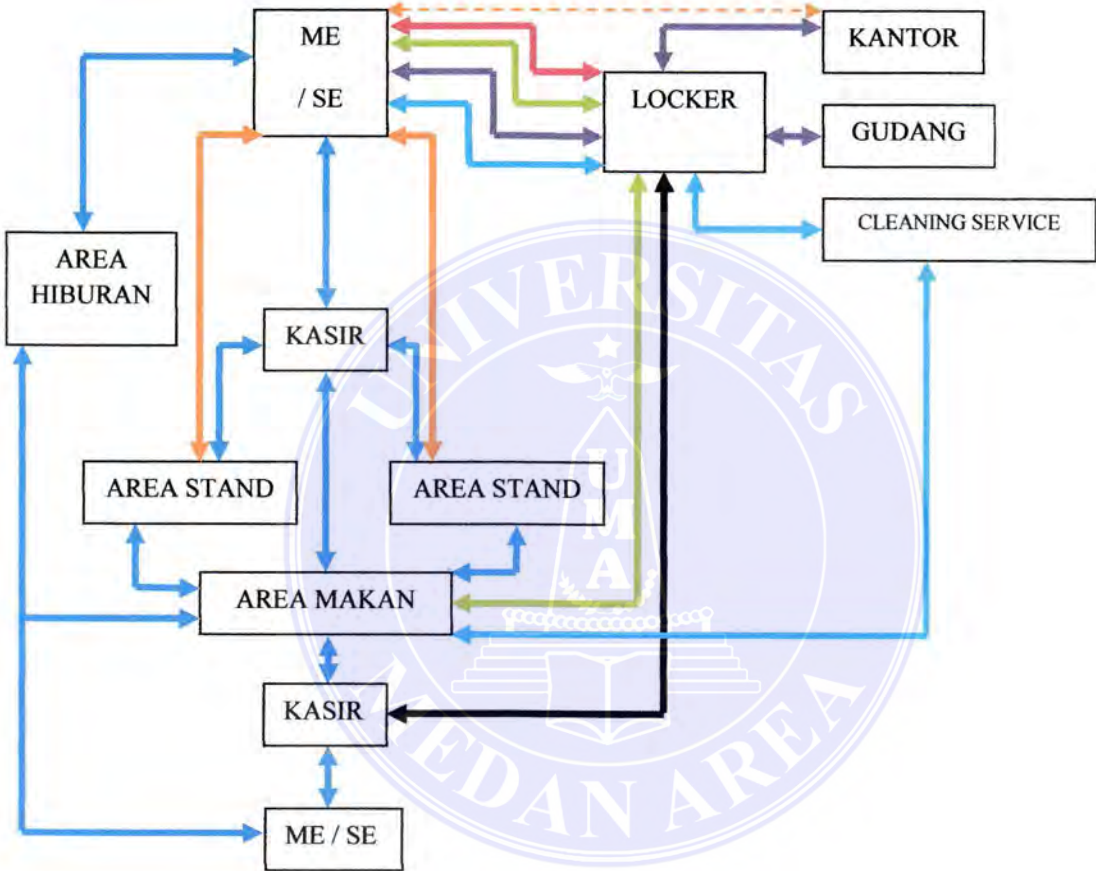 ME
/ SE
KANTOR
LOCKER
GUDANG
CLEANING SERVICE
AREA
HIBURAN
KASIR
AREA STAND
AREA STAND
AREA MAKAN
KASIR
ME / SE
UNIVERSITAS
UMA
MEDAN AREA